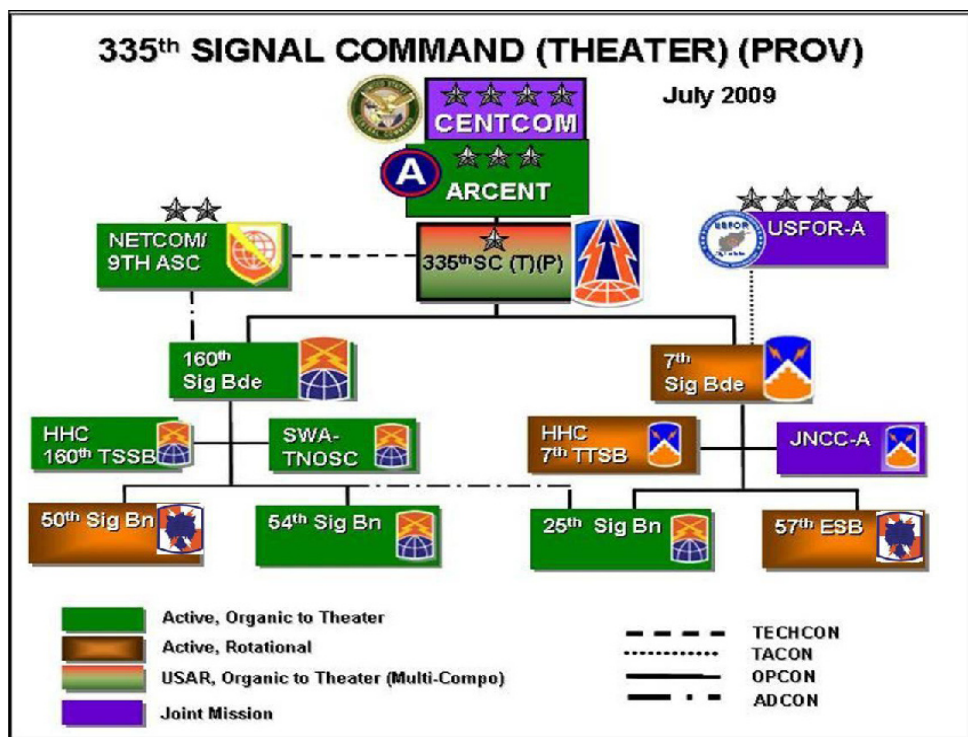 335th SIGNAL COMMAND (THEATER) (PROV)
July 2009
CENTCOM
A
ARCENT
NETCOM/
9TH ASC
335thSC (T)(P)
USFOR
USFOR-A
160th
Sig Bde
7th
Sig Bde
HHC
160th TSSB
SWA-
TNOSC
HHC
7th TTSB
JNCC-A
50th Sig Bn
54th Sig Bn
25th Sig Bn
57th ESB
Active, Organic to Theater
Active, Rotational
USAR, Organic to Theater (Multi-Compo)
Joint Mission
TECHCON
TACON
OPCON
ADCON